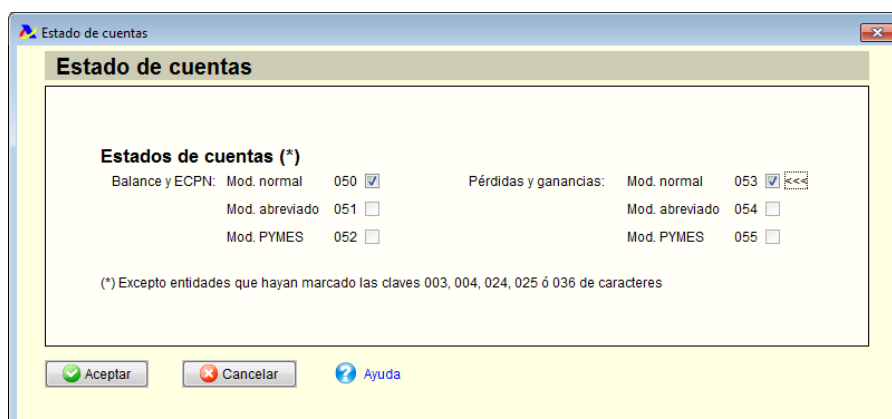 Estado de cuentas
Estado de cuentas
Estados de cuentas (*)
Balance y ECPN: Mod. normal 050 Pérdidas y ganancias: Mod. normal 053 <<<
Mod. abreviado 051 Mod. abreviado 054
Mod. PYMES 052 Mod. PYMES 055
(*) Excepto entidades que hayan marcado las claves 003, 004, 024, 025 ó 036 de caracteres
Aceptar Cancelar Ayuda